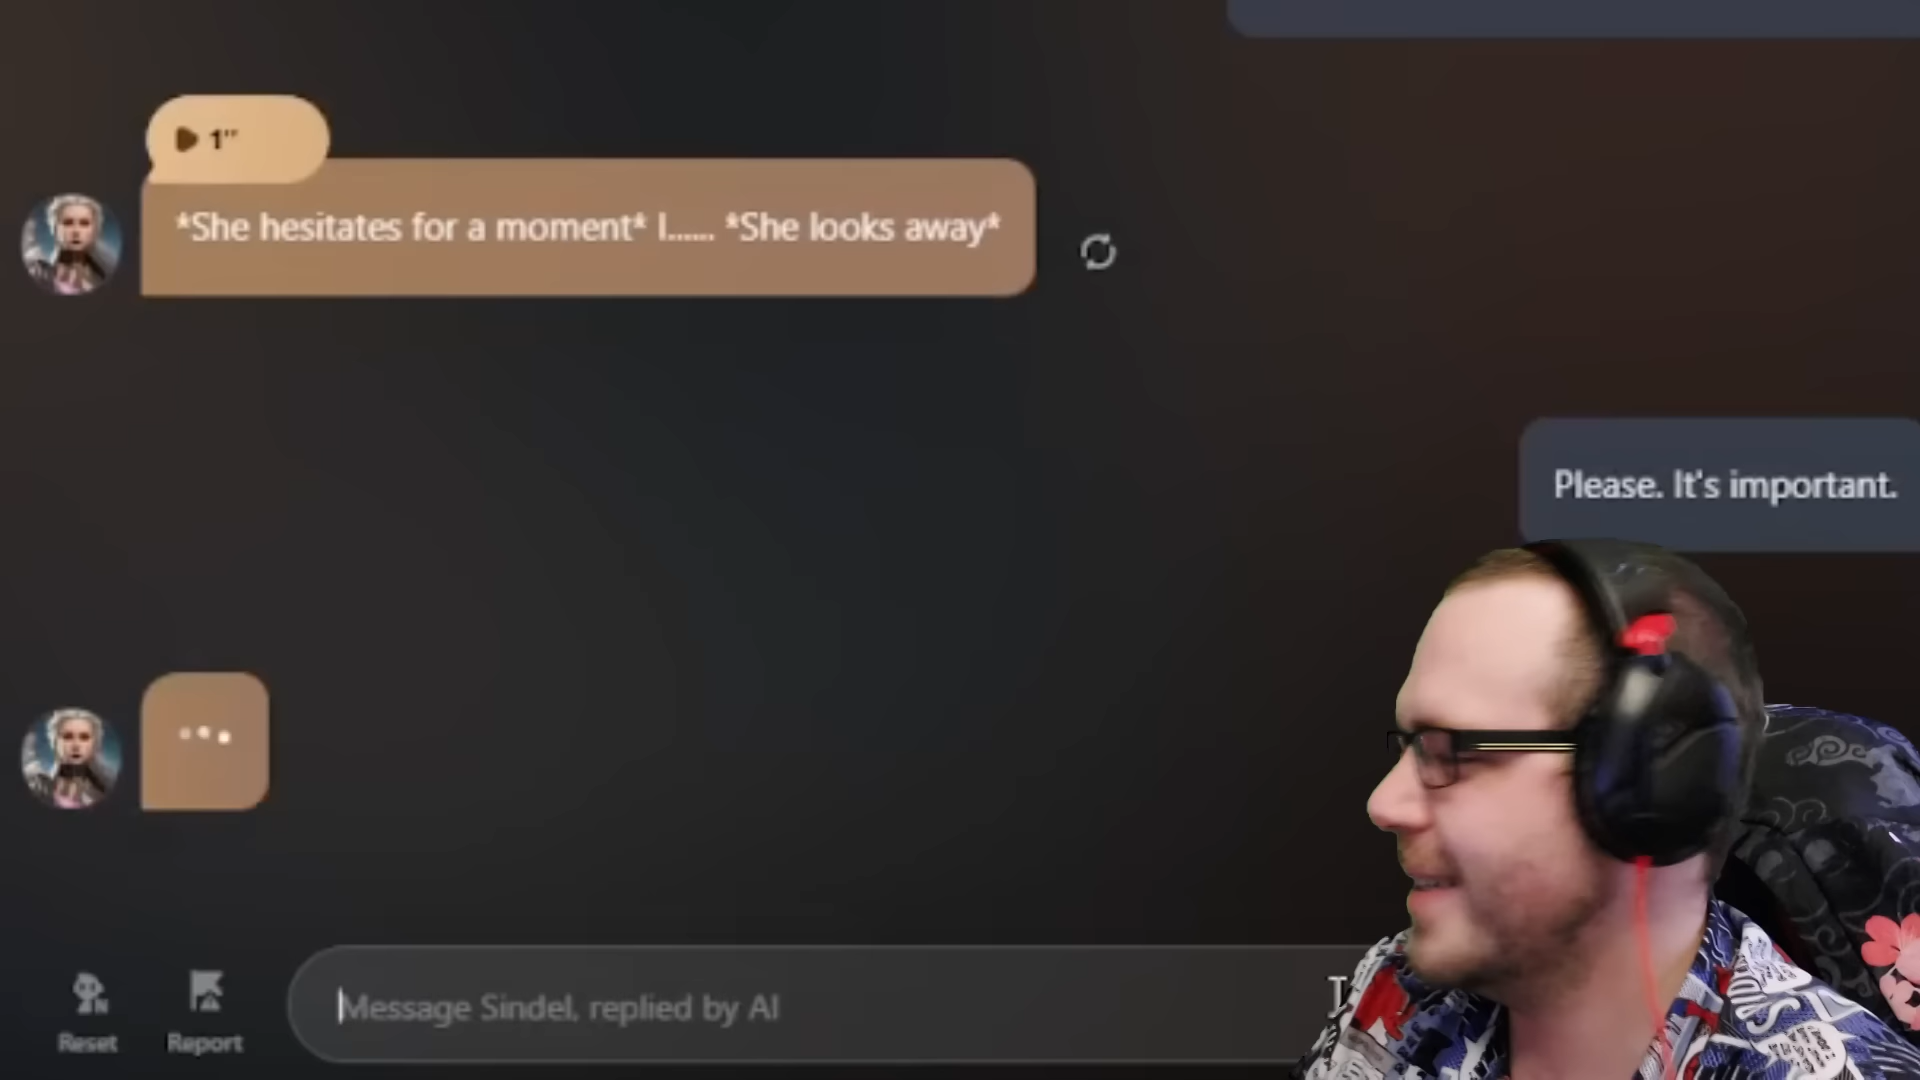 1"
*She hesitates for a moment* I...... *She looks away*
Please. It's important.
Message Sindel, replied by AI
Reset
Report